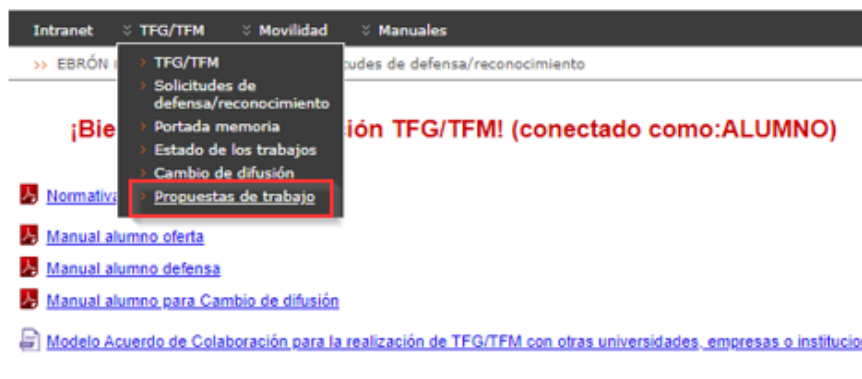 Intranet TFG/TFM Movilidad Manuales
>> EBRÓN
TFG/TFM
udes de defensa/reconocimiento
Solicitudes de
defensa/reconocimiento
Portada memoria
¡Bie ión TFG/TFM! (conectado como:ALUMNO)
Estado de los trabajos
Cambio de difusión
Propuestas de trabajo
Normativa
Manual alumno oferta
Manual alumno defensa
Manual alumno para Cambio de difusión
Modelo Acuerdo de Colaboración para la realización de TFG/TFM con otras universidades, empresas o institucio